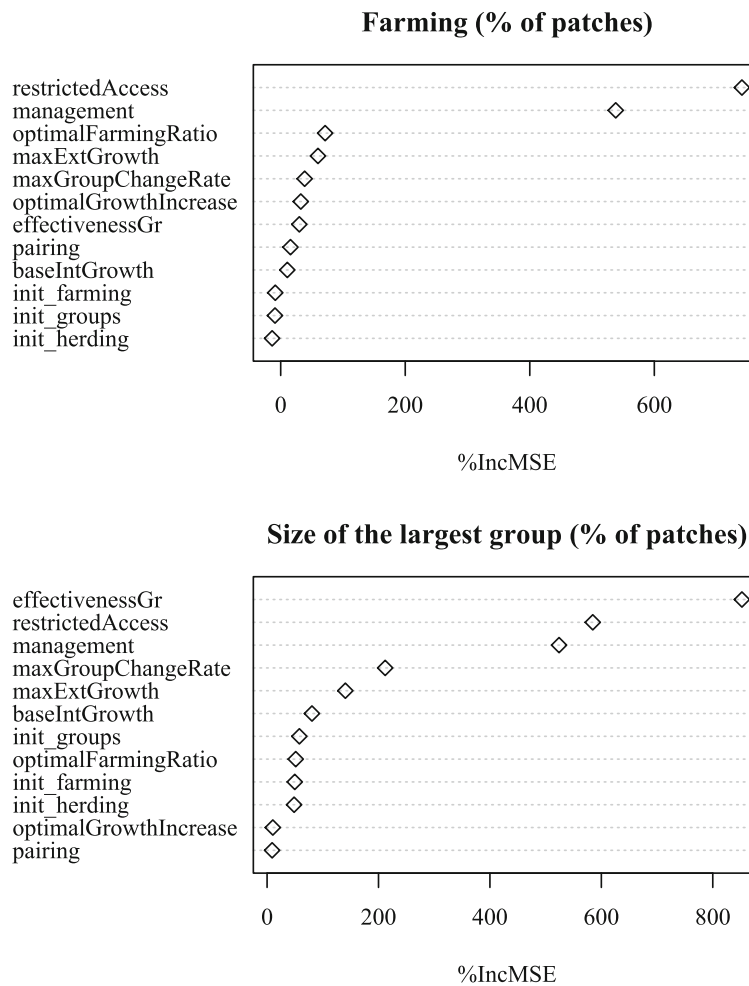 Farming (% of patches)
restrictedAccess
management
optimalFarmingRatio
maxExtGrowth
maxGroupChangeRate
optimalGrowthIncrease
effectivenessGr
pairing
baseIntGrowth
init_farming
init_groups
init_herding
0 200 400 600
%IncMSE
Size of the largest group (% of patches)
effectivenessGr
restrictedAccess
management
maxGroupChangeRate
maxExtGrowth
baseIntGrowth
init_groups
optimalFarmingRatio
init_farming
init_herding
optimalGrowthIncrease
pairing
0 200 400 600 800
%IncMSE